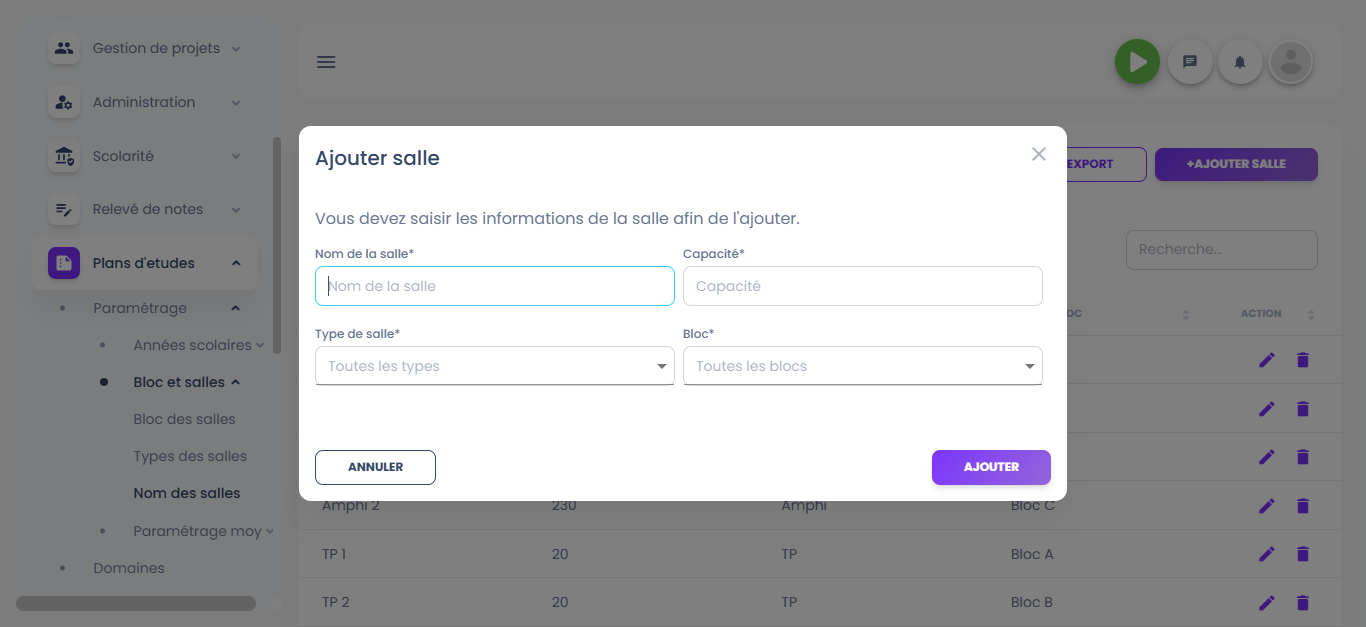 Gestion de projets
Administration
Scolarité
Relevé de notes
Plans d'etudes
Paramétrage
Années scolaires
Bloc et salles
Bloc des salles
Types des salles
Nom des salles
Paramétrage moy
Domaines
EXPORT
+AJOUTER SALLE
Recherche...
OC
ACTION
Ajouter salle
Vous devez saisir les informations de la salle afin de l'ajouter.
Nom de la salle* Capacité*
Nom de la salle Capacité
Type de salle* Bloc*
Toutes les types Toutes les blocs
ANNULER AJOUTER
Amphi 2 230 Amphi Bloc C
TP 1 20 TP Bloc A
TP 2 20 TP Bloc B